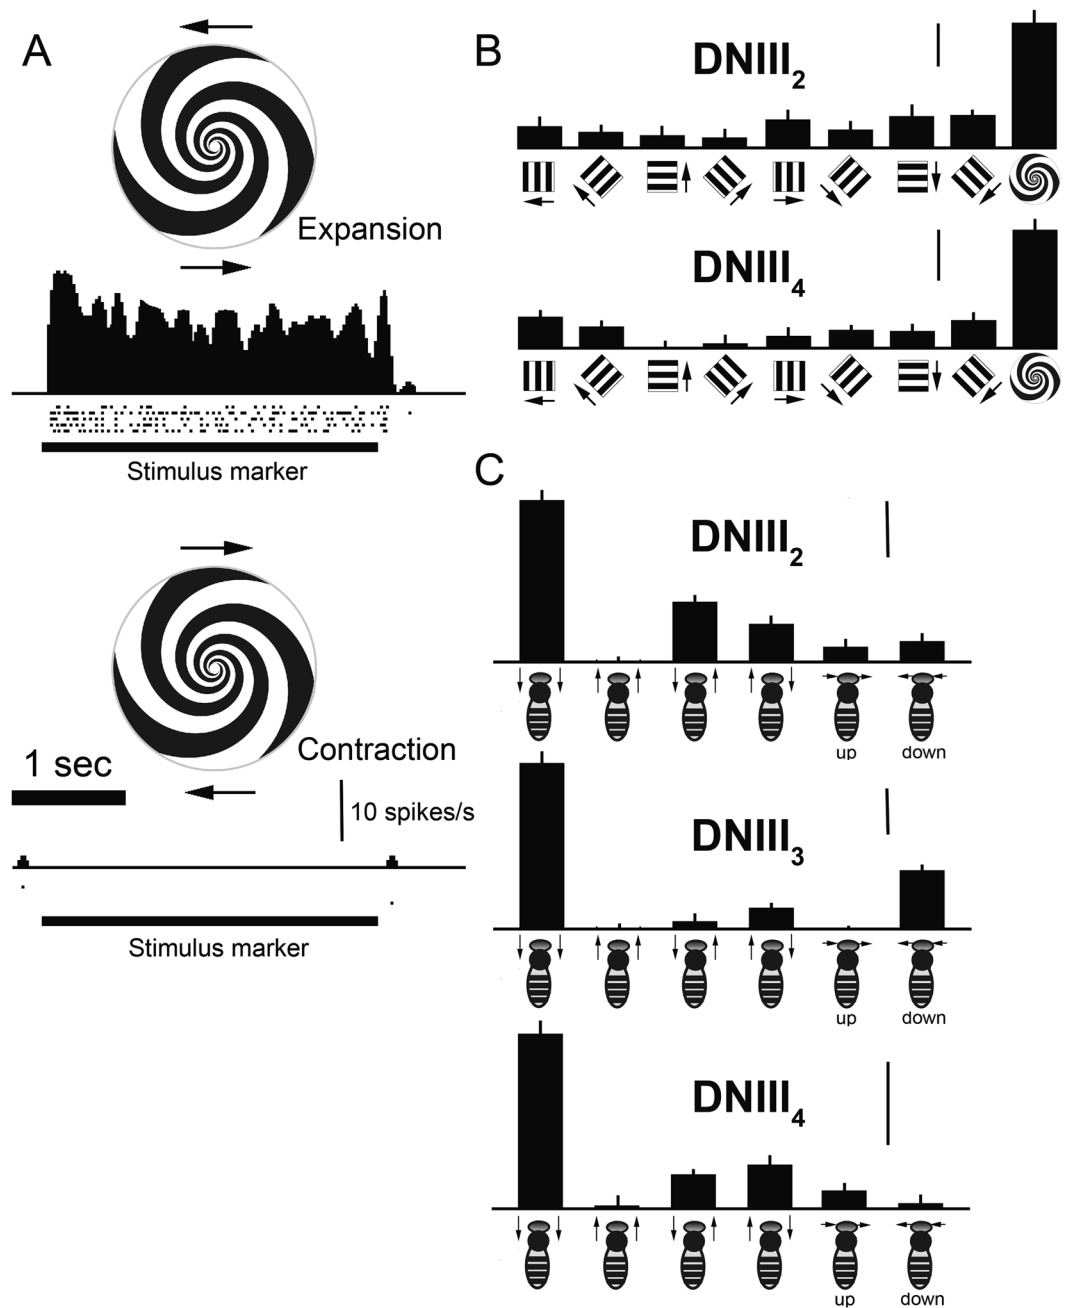 A
Expansion
Stimulus marker
Contraction
1 sec
10 spikes/s
Stimulus marker
B
DNIII2
DNIII4
C
DNIII2
up down
DNIII3
up down
DNIII4
up down